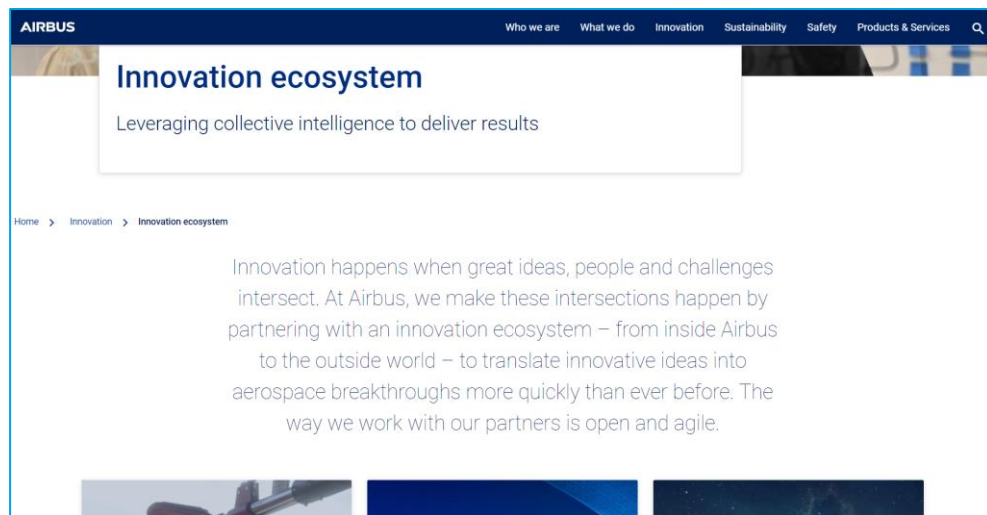 AIRBUS
Who we are What we do Innovation Sustainability Safety Products & Services
Innovation ecosystem
Leveraging collective intelligence to deliver results
Home > Innovation > Innovation ecosystem
Innovation happens when great ideas, people and challenges
intersect. At Airbus, we make these intersections happen by
partnering with an innovation ecosystem – from inside Airbus
to the outside world – to translate innovative ideas into
aerospace breakthroughs more quickly than ever before. The
way we work with our partners is open and agile.